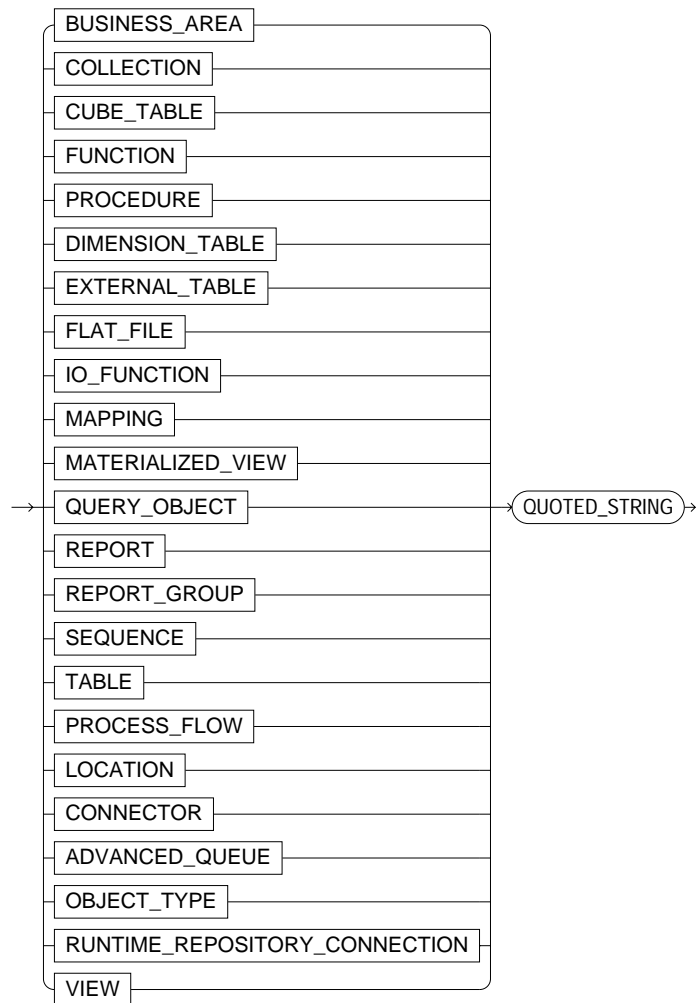 BUSINESS_AREA
COLLECTION
CUBE_TABLE
FUNCTION
PROCEDURE
DIMENSION_TABLE
EXTERNAL_TABLE
FLAT_FILE
IO_FUNCTION
MAPPING
MATERIALIZED_VIEW
QUERY_OBJECT QUOTED_STRING
REPORT
REPORT_GROUP
SEQUENCE
TABLE
PROCESS_FLOW
LOCATION
CONNECTOR
ADVANCED_QUEUE
OBJECT_TYPE
RUNTIME_REPOSITORY_CONNECTION
VIEW